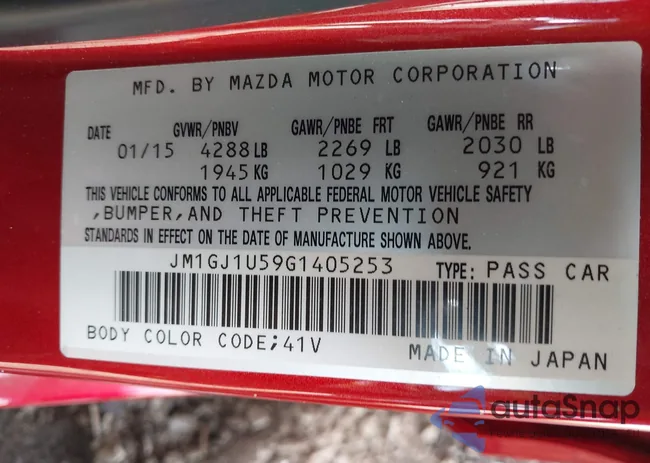 MFD. BY MAZDA MOTOR CORPORATION
DATE GVWR/PNBV GAWR/PNBE FRT GAWR/PNBE RR
01/15 4288 LB 2269 LB 2030 LB
1945 KG 1029 KG 921 KG
THIS VEHICLE CONFORMS TO ALL APPLICABLE FEDERAL MOTOR VEHICLE SAFETY
,BUMPER,AND THEFT PREVENTION
STANDARDS IN EFFECT ON THE DATE OF MANUFACTURE SHOWN ABOVE.
JM1GJ1U59G1405253 TYPE: PASS CAR
BODY COLOR CODE;41V MADE IN JAPAN
autoSnap